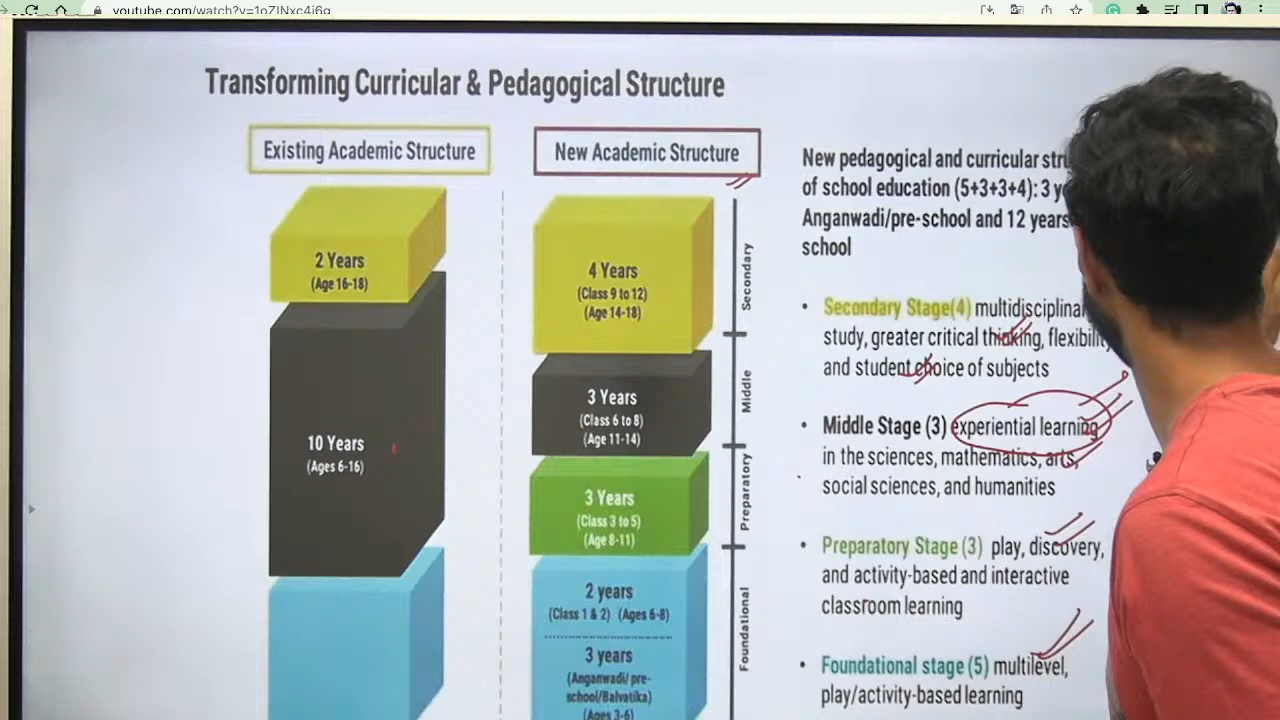 youtube.com/watch?v=1oZINxc4i6g
Transforming Curricular & Pedagogical Structure
Existing Academic Structure
2 Years
(Age 16-18)
10 Years
(Ages 6-16)
New Academic Structure
4 Years
(Class 9 to 12)
(Age 14-18)
3 Years
(Class 6 to 8)
(Age 11-14)
3 Years
(Class 3 to 5)
(Age 8-11)
2 years
(Class 1 & 2) (Ages 6-8)
3 years
(Anganwadi/ pre-
school/Balvatika)
(Ages 3-6)
Secondary
Middle
Preparatory
Foundational
New pedagogical and curricular
of school education (5+3+3+4): 3
Anganwadi/pre-school and 12 years
school
• Secondary Stage(4)
study, greater critical thinking,
and student choice of subjects
• Middle Stage (3) experiential learning
in the sciences, mathematics, arts,
social sciences, and humanities
• Preparatory Stage (3) play, discovery,
and activity-based and interactive
classroom learning
• Foundational stage (5) multilevel,
play/activity-based learning